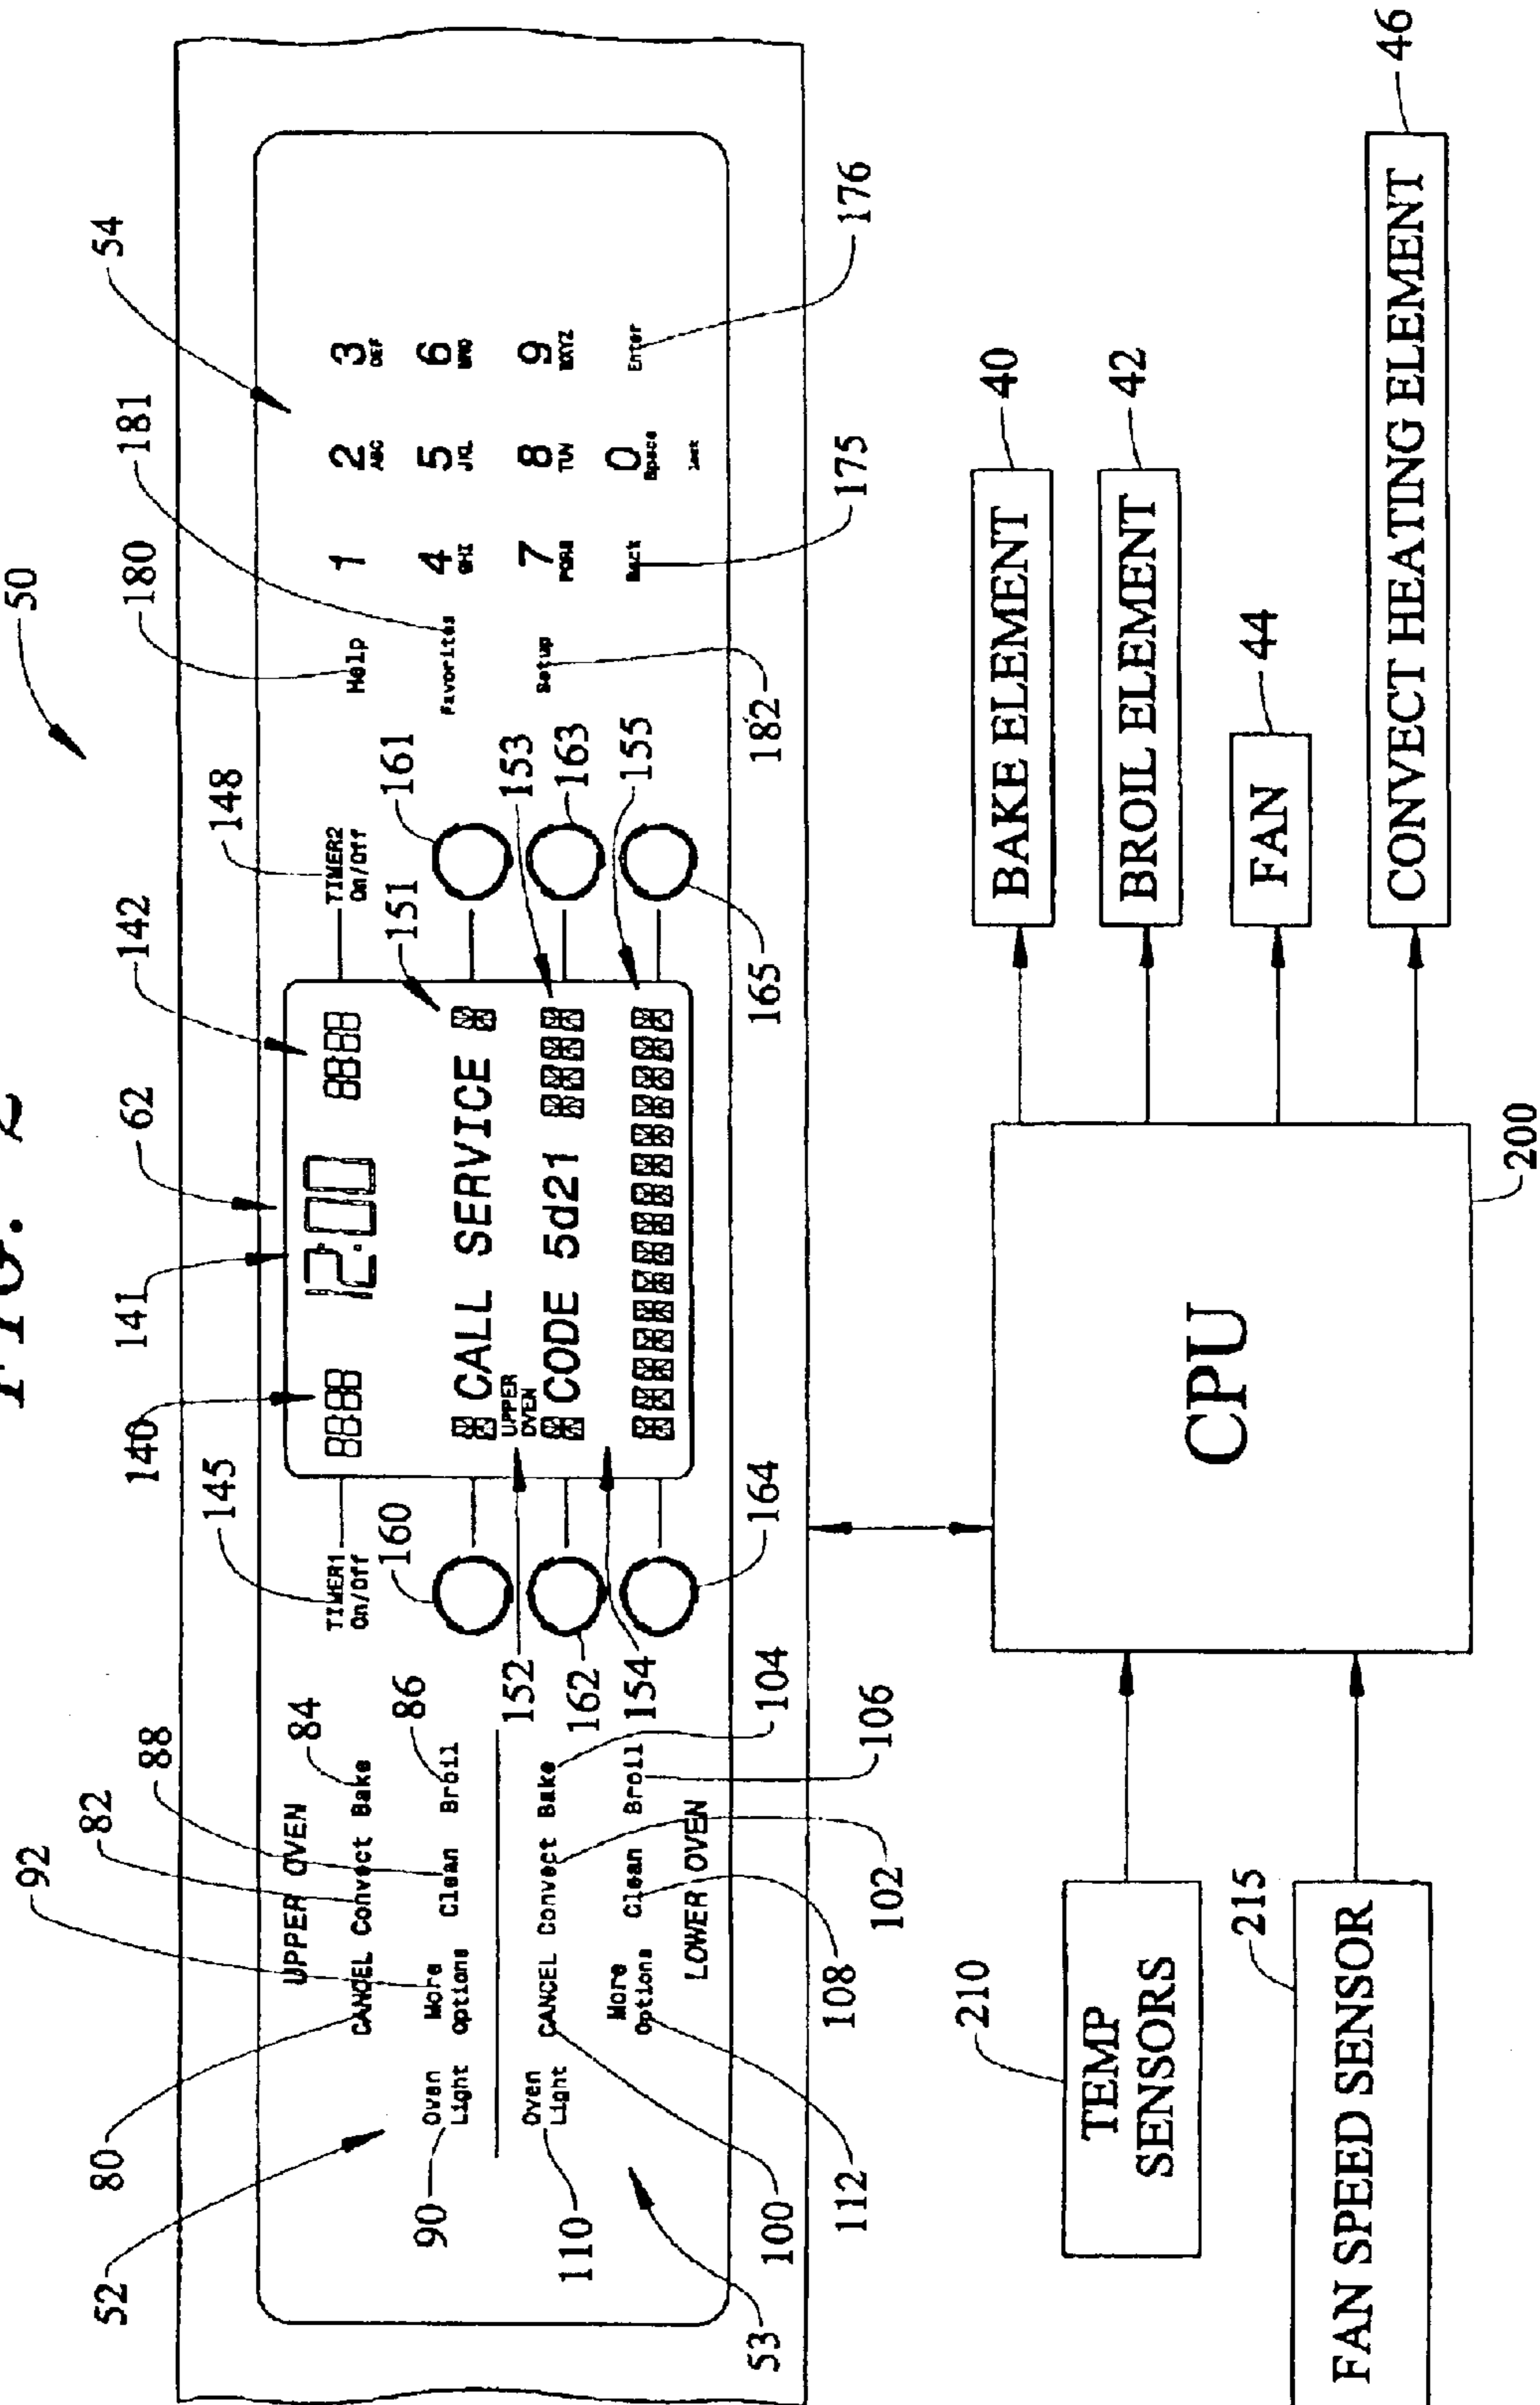 FIG. 2
50
52
80
92
82
88
84
86
145
140
141
62
142
148
180
181
54
UPPER OVEN
CANCEL Convect Bake
Oven Light
More Options
Clean Broil
Oven Light
CANCEL Convect Bake
More Options
Clean Broil
LOWER OVEN
TIMER1 On/Off
88:88
12:00
88:88
TIMER2 On/Off
CALL SERVICE
UPPER OVEN
CODE 5d21
Help
Favorites
Setup
1
2 ABC
3 DEF
4 GHI
5 JKL
6 MNO
7 PQRS
8 TUV
9 WXYZ
Back
0 Space
Enter
160
161
151
153
163
155
90
110
53
100
112
108
102
106
104
152
162
154
164
165
182
175
176
TEMP SENSORS
210
FAN SPEED SENSOR
215
CPU
200
BAKE ELEMENT
40
BROIL ELEMENT
42
FAN
44
CONVECT HEATING ELEMENT
46